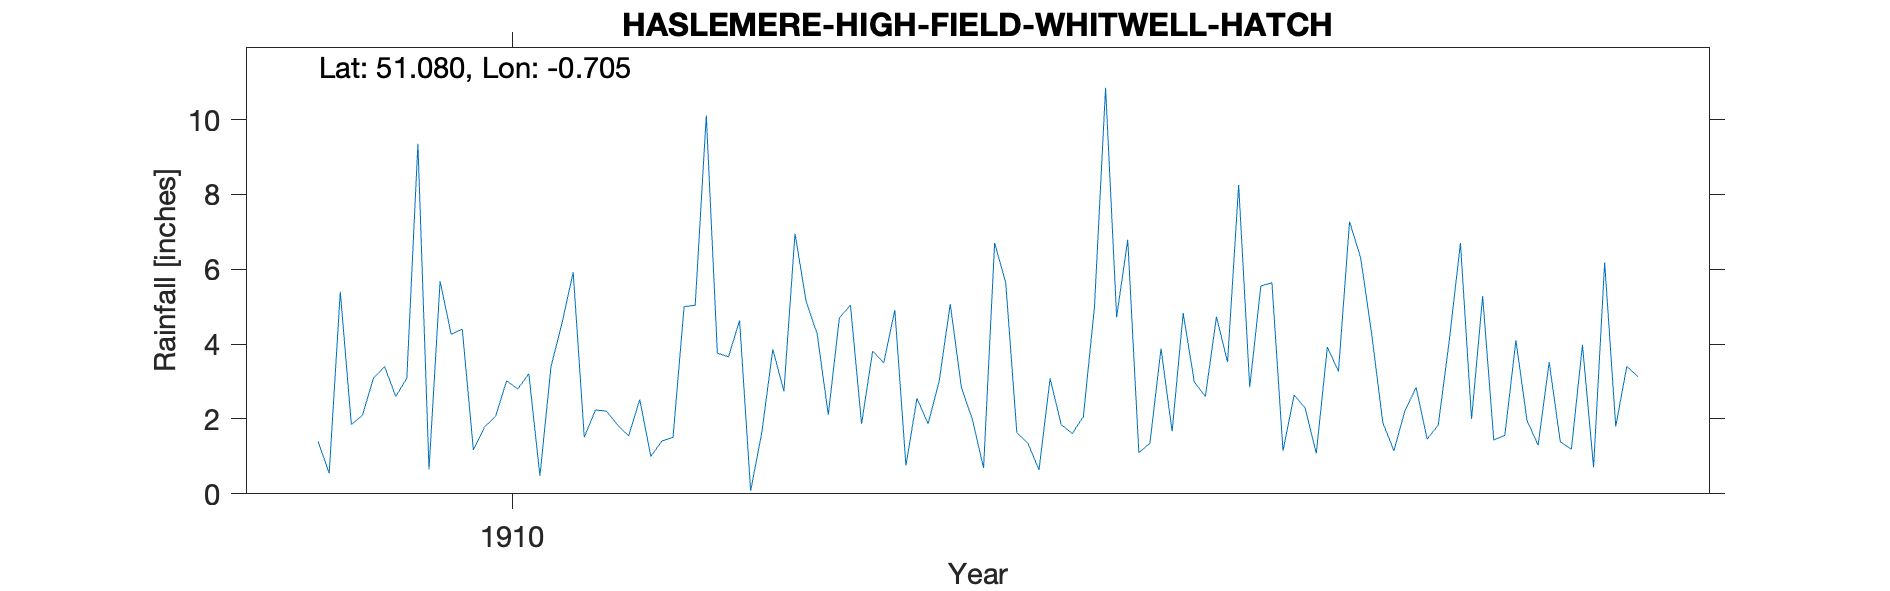 HASLEMERE-HIGH-FIELD-WHITWELL-HATCH
Lat: 51.080, Lon: -0.705
Rainfall [inches]
10
8
6
4
2
0
1910
Year